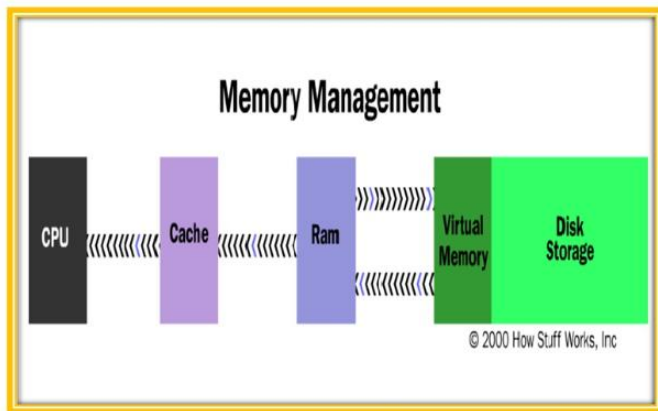 Memory Management
CPU
Cache
Ram
Virtual
Memory
Disk
Storage
© 2000 How Stuff Works, Inc